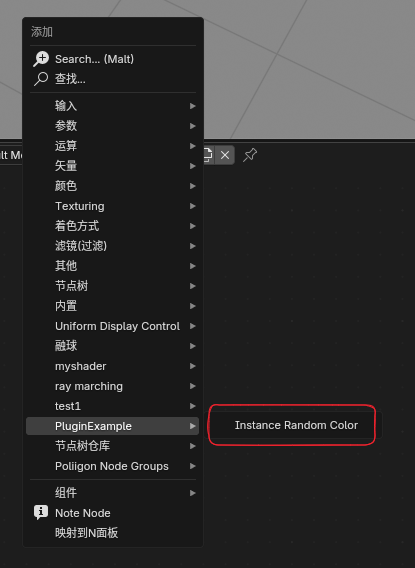 添加
Search... (Malt)
查找...
输入
参数
运算
矢量
颜色
Texturing
着色方式
滤镜(过滤)
其他
节点树
内置
Uniform Display Control
融球
myshader
ray marching
test1
PluginExample
Instance Random Color
节点树仓库
Poliigon Node Groups
组件
Note Node
映射到N面板